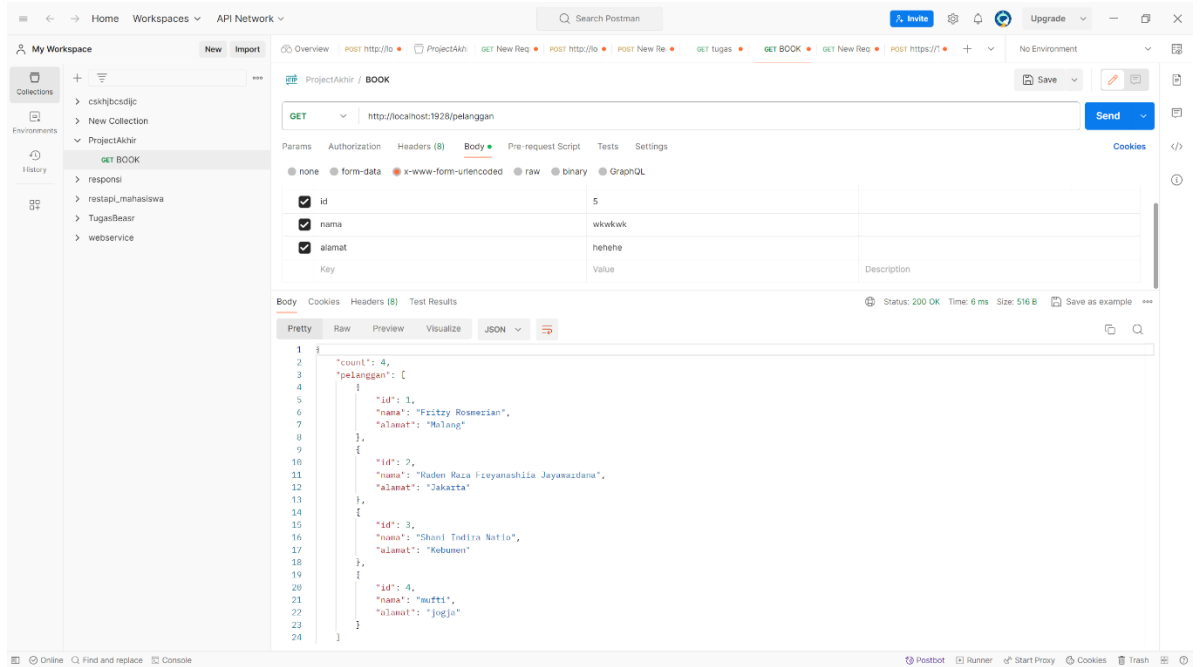 Home Workspaces API Network Search Postman Invite Upgrade
My Workspace New Import Overview POST http://lo ProjectAkh GET New Req POST http://lo POST New Re GET tugas GET BOOK GET New Req POST https://1 No Environment
Collections
Environments
History
cskhjbcsdijc
New Collection
ProjectAkhir
GET BOOK
responsi
restapi_mahasiswa
TugasBeasr
webservice
HTTP ProjectAkhir / BOOK Save
GET http://localhost:1928/pelanggan Send
Params Authorization Headers (8) Body Pre-request Script Tests Settings Cookies
none form-data x-www-form-urlencoded raw binary GraphQL
id 5
nama wkwkwk
alamat hehehe
Key Value Description
Body Cookies Headers (8) Test Results Status: 200 OK Time: 6 ms Size: 516 B Save as example
Pretty Raw Preview Visualize JSON
1 {
2 "count": 4,
3 "pelanggan": [
4 {
5 "id": 1,
6 "nama": "Fritzy Rosmerian",
7 "alamat": "Malang"
8 },
9 {
10 "id": 2,
11 "nama": "Raden Rara Freyanashifa Jayawardana",
12 "alamat": "Jakarta"
13 },
14 {
15 "id": 3,
16 "nama": "Shani Indira Natio",
17 "alamat": "Kebumen"
18 },
19 {
20 "id": 4,
21 "nama": "mufti",
22 "alamat": "jogja"
23 }
24 ]
Online Find and replace Console Postbot Runner Start Proxy Cookies Trash